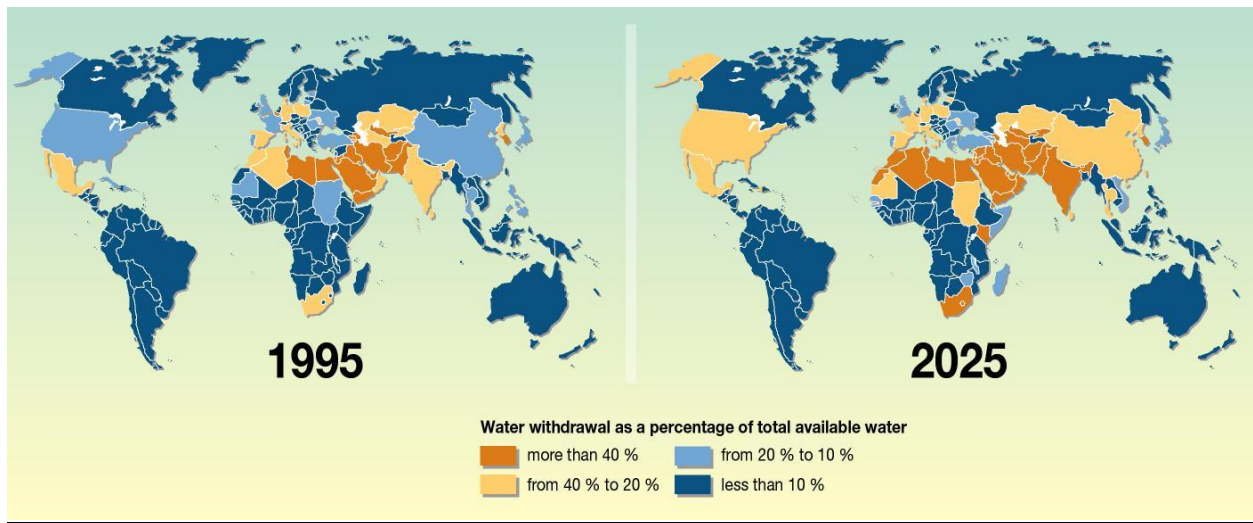 1995
2025
Water withdrawal as a percentage of total available water
more than 40 %
from 20 % to 10 %
from 40 % to 20 %
less than 10 %